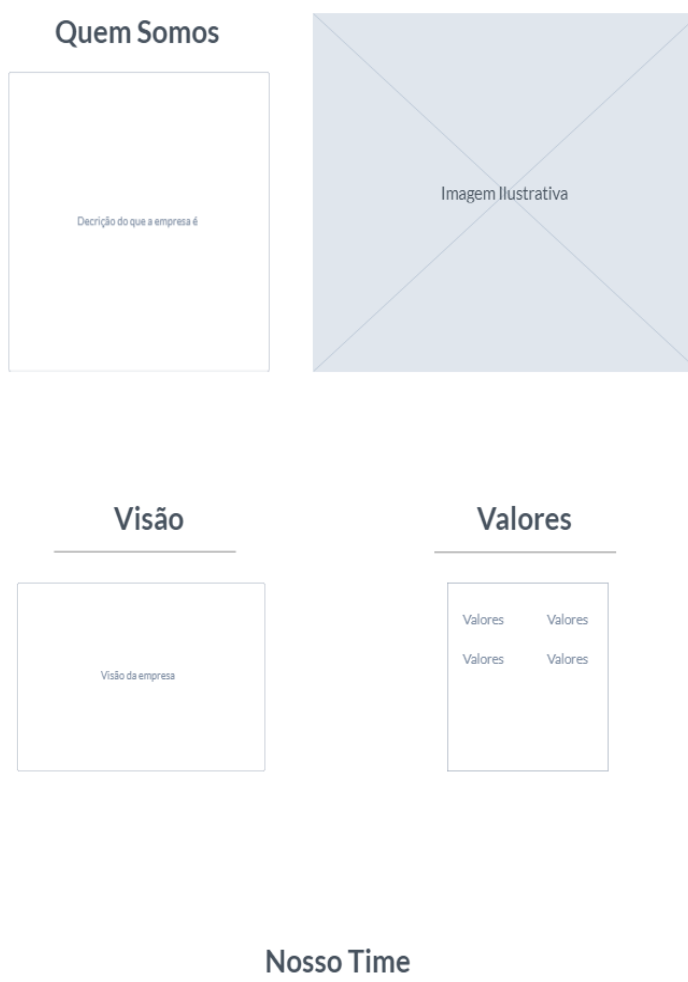 Quem Somos
Decrição do que a empresa é
Imagem Ilustrativa
Visão
Visão da empresa
Valores
Valores Valores
Valores Valores
Nosso Time